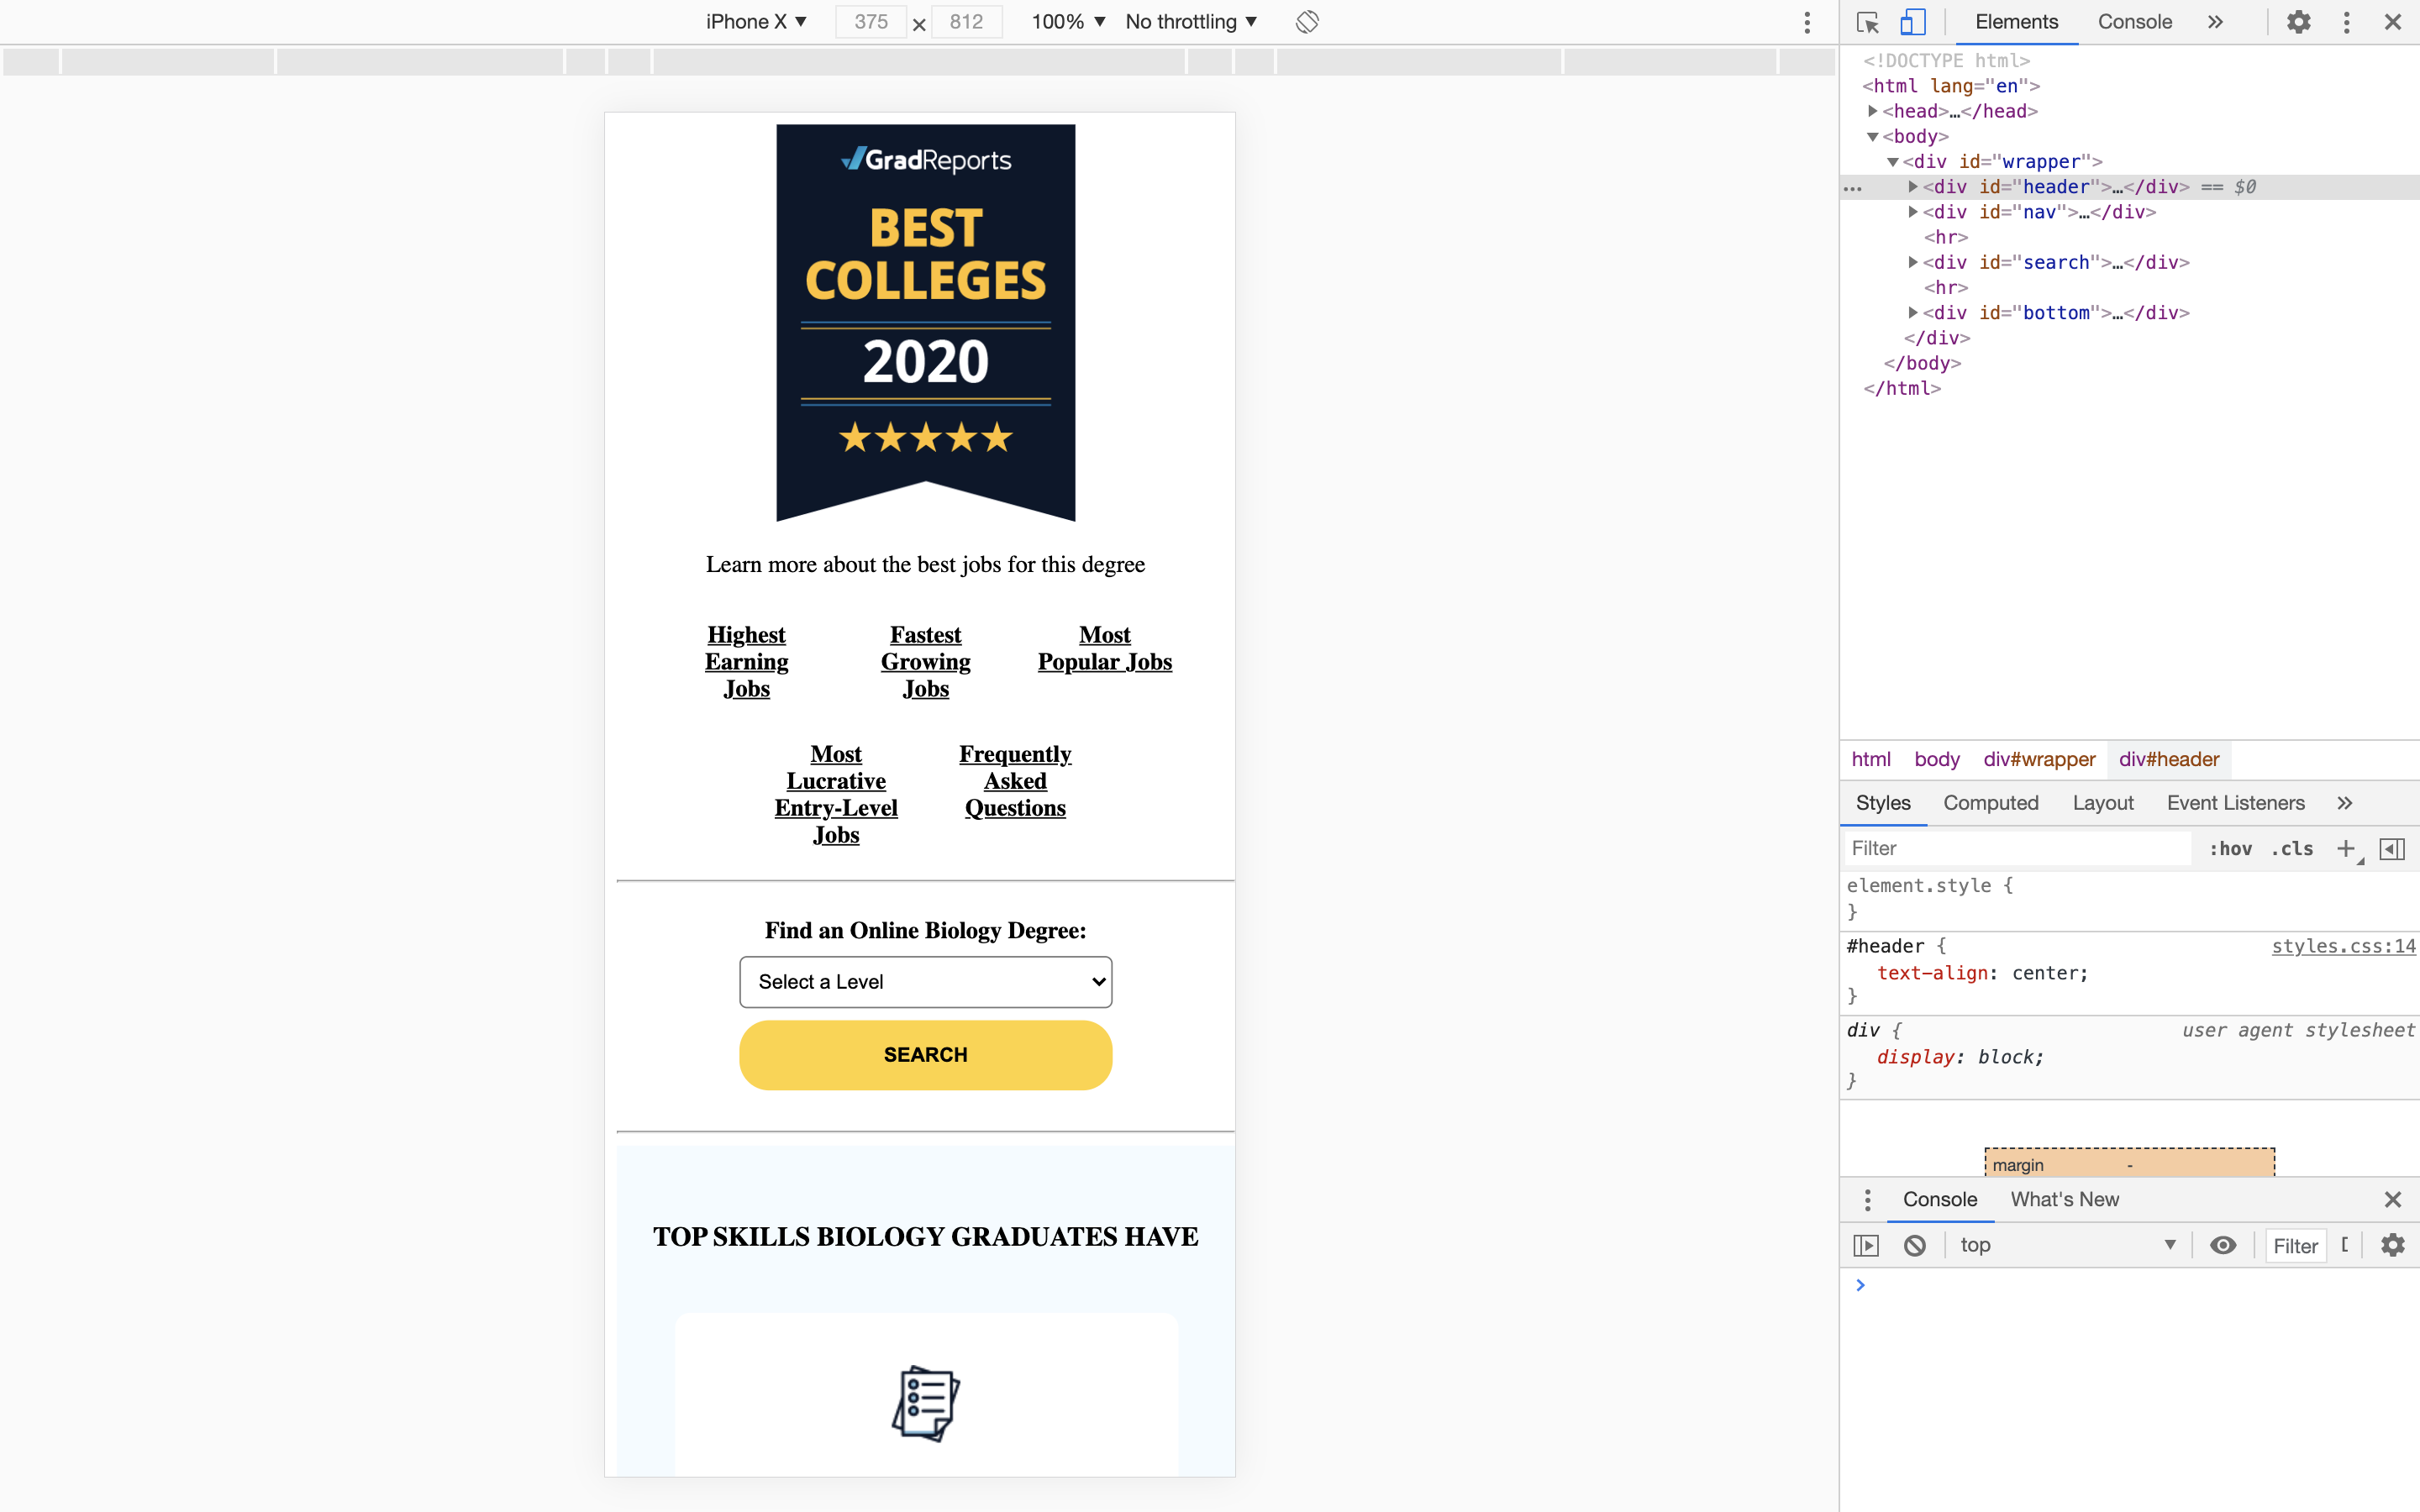 iPhone X ▼ 375 × 812 100% ▼ No throttling ▼
GradReports
BEST
COLLEGES
2020
Learn more about the best jobs for this degree
Highest
Earning
Jobs
Fastest
Growing
Jobs
Most
Popular Jobs
Most
Lucrative
Entry-Level
Jobs
Frequently
Asked
Questions
Find an Online Biology Degree:
Select a Level
SEARCH
TOP SKILLS BIOLOGY GRADUATES HAVE
Elements Console »
<!DOCTYPE html>
<html lang="en">
▶<head>…</head>
▼<body>
▼<div id="wrapper">
… ▶<div id="header">…</div> == $0
▶<div id="nav">…</div>
<hr>
▶<div id="search">…</div>
<hr>
▶<div id="bottom">…</div>
</div>
</body>
</html>
html body div#wrapper div#header
Styles Computed Layout Event Listeners »
Filter :hov .cls +
element.style {
}
#header { styles.css:14
text-align: center;
}
div { user agent stylesheet
display: block;
}
margin -
Console What's New
top ▼ Filter
>